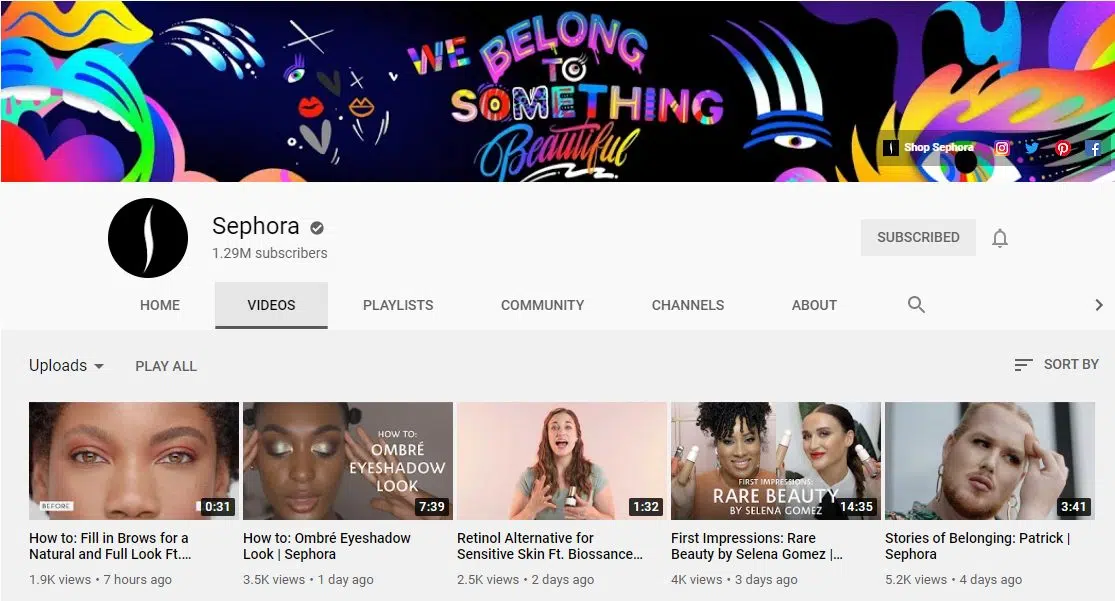 WE BELONG
TO
SOMETHING
Beautiful
Shop Sephora
Sephora
1.29M subscribers
SUBSCRIBED
HOME
VIDEOS
PLAYLISTS
COMMUNITY
CHANNELS
ABOUT
Uploads
PLAY ALL
SORT BY
BEFORE
0:31
HOW TO:
OMBRÉ
EYESHADOW
LOOK
7:39
1:32
FIRST IMPRESSIONS:
RARE BEAUTY
BY SELENA GOMEZ
14:35
3:41
How to: Fill in Brows for a
Natural and Full Look Ft....
1.9K views • 7 hours ago
How to: Ombré Eyeshadow
Look | Sephora
3.5K views • 1 day ago
Retinol Alternative for
Sensitive Skin Ft. Biossance...
2.5K views • 2 days ago
First Impressions: Rare
Beauty by Selena Gomez |...
4K views • 3 days ago
Stories of Belonging: Patrick |
Sephora
5.2K views • 4 days ago